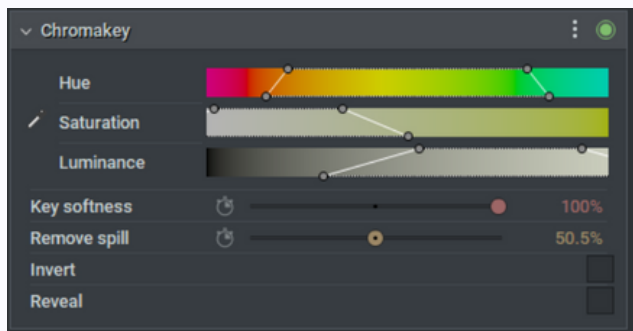 Chromakey
Hue
Saturation
Luminance
Key softness 100%
Remove spill 50.5%
Invert
Reveal